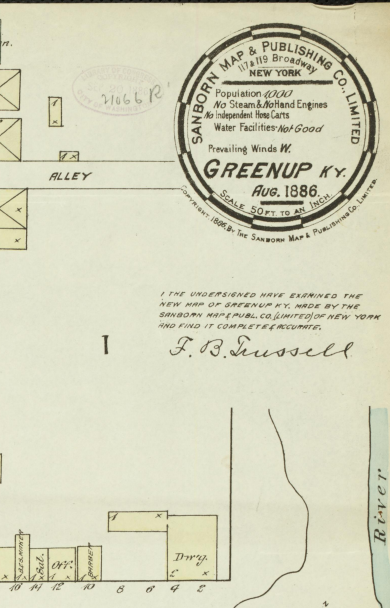 21066 R
SANBORN MAP & PUBLISHING CO., LIMITED
117 & 119 Broadway
NEW YORK
Population 1000
No Steam & No Hand Engines
No Independent Hose Carts
Water Facilities Not Good
Prevailing Winds W.
GREENUP KY.
AUG. 1886.
SCALE 50 FT. TO AN INCH.
COPYRIGHT 1886, BY THE SANBORN MAP & PUBLISHING CO. LIMITED.
ALLEY
I THE UNDERSIGNED HAVE EXAMINED THE
NEW MAP OF GREENUP KY. MADE BY THE
SANBORN MAP & PUBL. CO. (LIMITED) OF NEW YORK
AND FIND IT COMPLETE & ACCURATE.
F. B. Trussell
1
River
Dwg.
Off.
BARBER
16 14 12 10 8 6 4 2